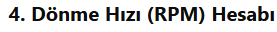 4. Dönme Hızı (RPM) Hesabı